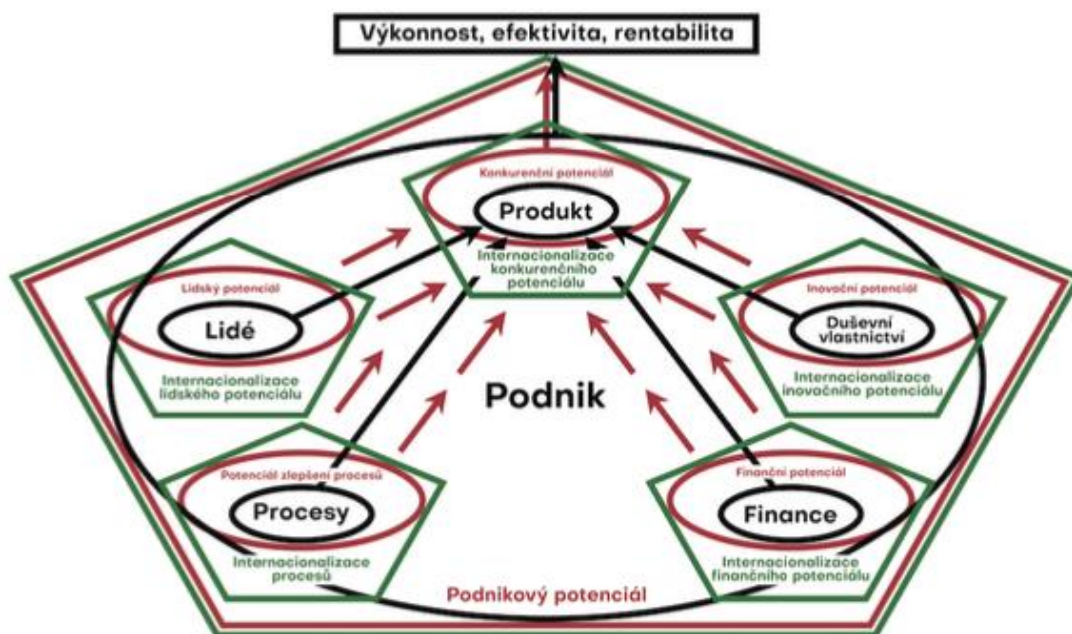 Výkonnost, efektivita, rentabilita
Konkurenční potenciál
Produkt
Internacionalizace
konkurenčního
potenciálu
Lidský potenciál
Lidé
Internacionalizace
lidského potenciálu
Inovační potenciál
Duševní
vlastnictví
Internacionalizace
inovačního potenciálu
Podnik
Potenciál zlepšení procesů
Procesy
Internacionalizace
procesů
Finanční potenciál
Finance
Internacionalizace
finančního potenciálu
Podnikový potenciál